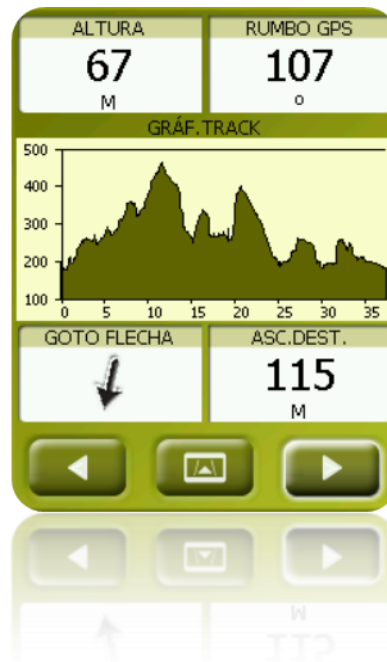 ALTURA
RUMBO GPS
67
107
M
o
GRÁF.TRACK
500
400
300
200
100
0 5 10 15 20 25 30 35
GOTO FLECHA
ASC.DEST.
115
M